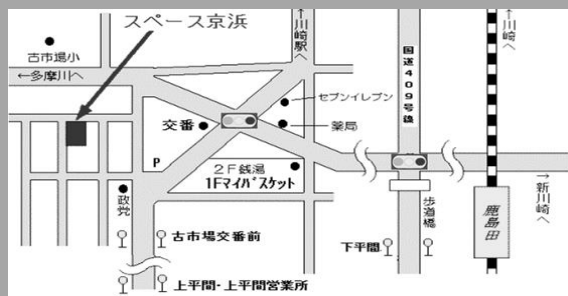 スペース京浜
古市場小
←多摩川へ
←川崎駅へ
国道409号線
←川崎へ
セブンイレブン
交番
薬局
P
2F銭湯
1Fマイバスケット
→新川崎へ
政党
歩道橋
鹿島田
古市場交番前
下平間
上平間・上平間営業所